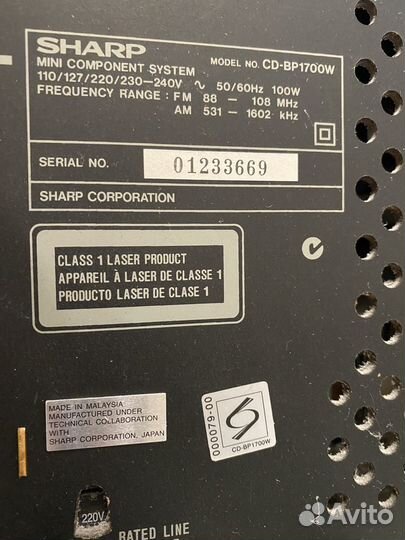 SHARP
MODEL NO. CD-BP1700W
MINI COMPONENT SYSTEM
110/127/220/230-240V ~ 50/60Hz 100W
FREQUENCY RANGE : FM 88 - 108 MHz
AM 531 - 1602 kHz
SERIAL NO. 01233669
SHARP CORPORATION
CLASS 1 LASER PRODUCT
APPAREIL À LASER DE CLASSE 1
PRODUCTO LASER DE CLASE 1
MADE IN MALAYSIA
MANUFACTURED UNDER
TECHNICAL COLLABORATION
WITH
SHARP CORPORATION, JAPAN
000079-00
CD-BP1700W
220V
RATED LINE
Avito